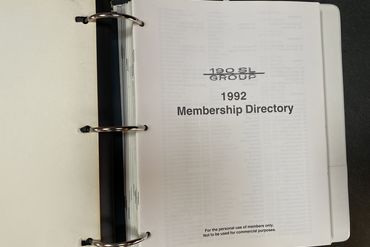 190 SL
GROUP
1992
Membership Directory
For the personal use of members only.
Not to be used for commercial purposes.